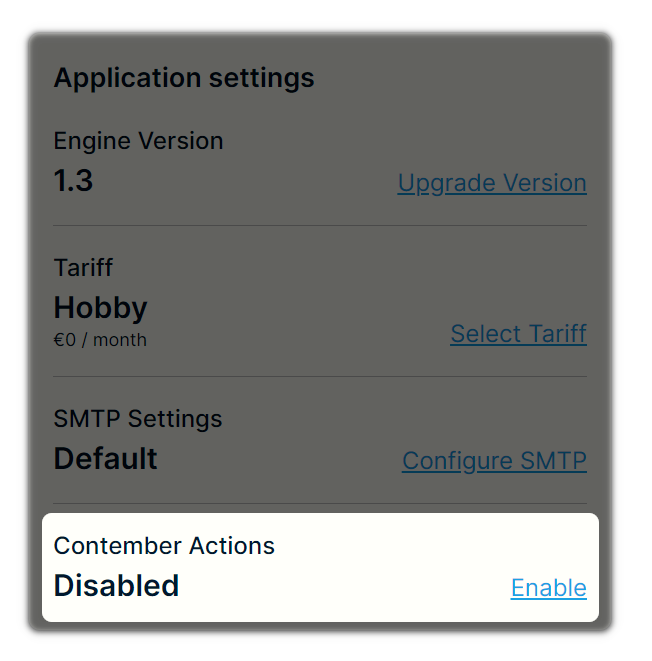 Application settings
Engine Version
1.3
Upgrade Version
Tariff
Hobby
€0 / month
Select Tariff
SMTP Settings
Default
Configure SMTP
Contember Actions
Disabled
Enable